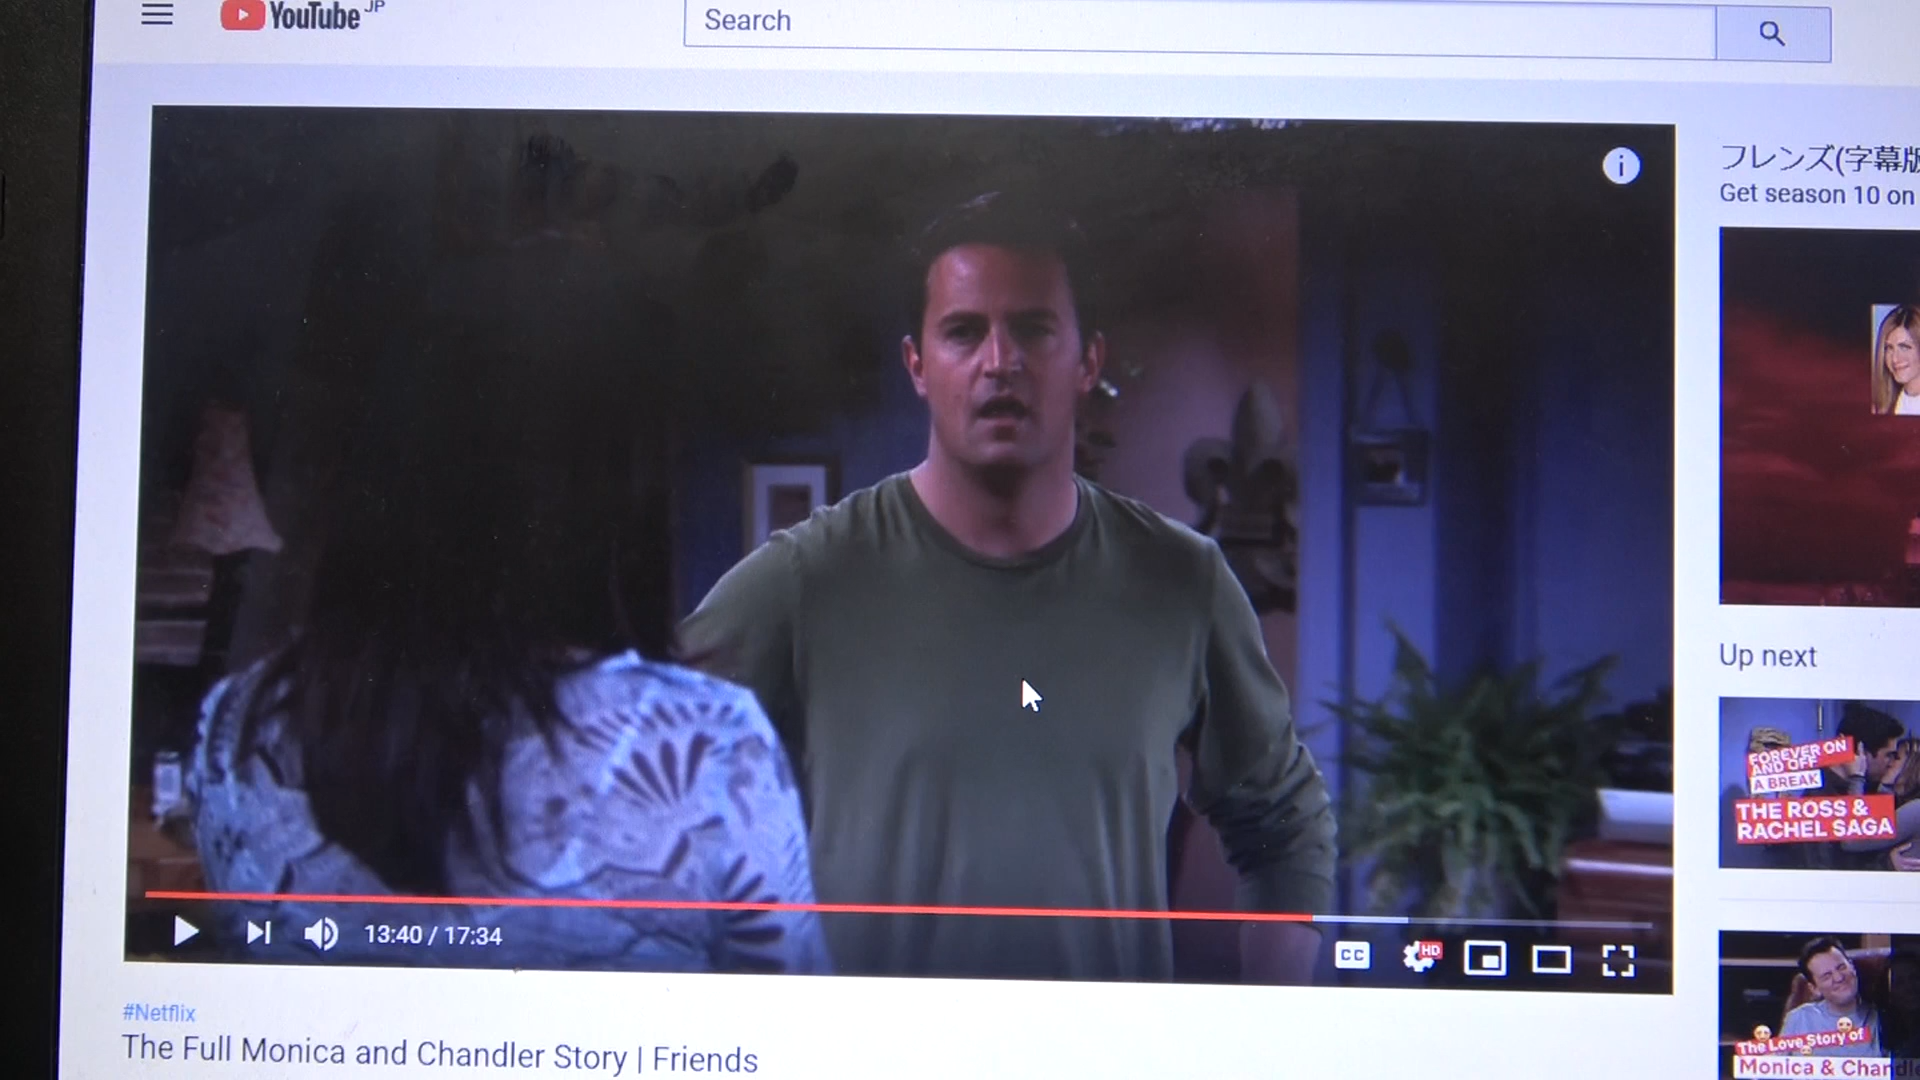 YouTube JP
Search
フレンズ(字幕版
Get season 10 on
Up next
FOREVER ON
AND OFF
A BREAK
THE ROSS &
RACHEL SAGA
13:40 / 17:34
CC
HD
#Netflix
The Full Monica and Chandler Story | Friends
The Love Story of
Monica & Chandle